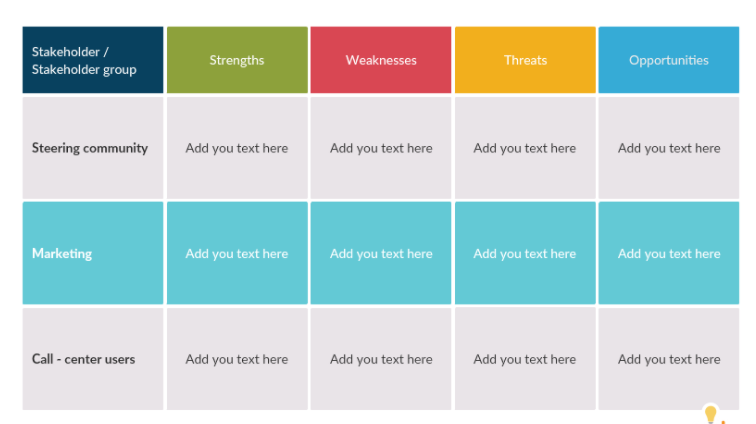 Stakeholder /
Stakeholder group
Strengths
Weaknesses
Threats
Opportunities
Steering community
Add you text here
Add you text here
Add you text here
Add you text here
Marketing
Add you text here
Add you text here
Add you text here
Add you text here
Call - center users
Add you text here
Add you text here
Add you text here
Add you text here